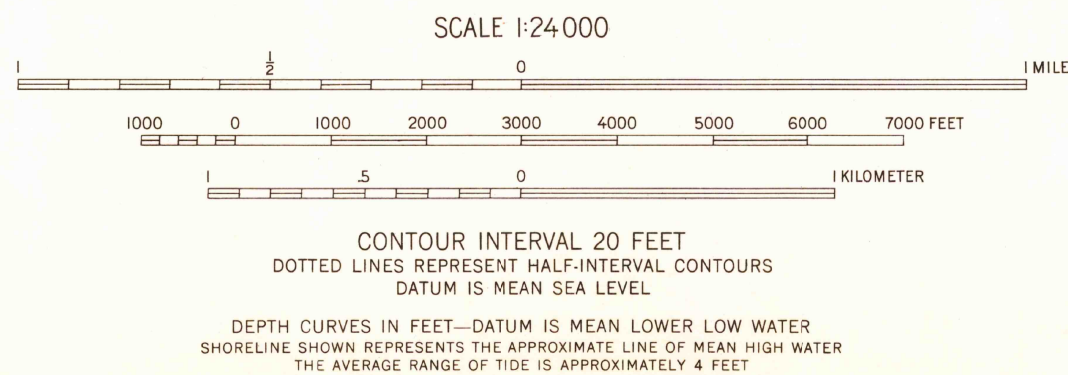 SCALE 1:24000
1 1/2 0 1 MILE
1000 0 1000 2000 3000 4000 5000 6000 7000 FEET
1 .5 0 1 KILOMETER
CONTOUR INTERVAL 20 FEET
DOTTED LINES REPRESENT HALF-INTERVAL CONTOURS
DATUM IS MEAN SEA LEVEL
DEPTH CURVES IN FEET—DATUM IS MEAN LOWER LOW WATER
SHORELINE SHOWN REPRESENTS THE APPROXIMATE LINE OF MEAN HIGH WATER
THE AVERAGE RANGE OF TIDE IS APPROXIMATELY 4 FEET